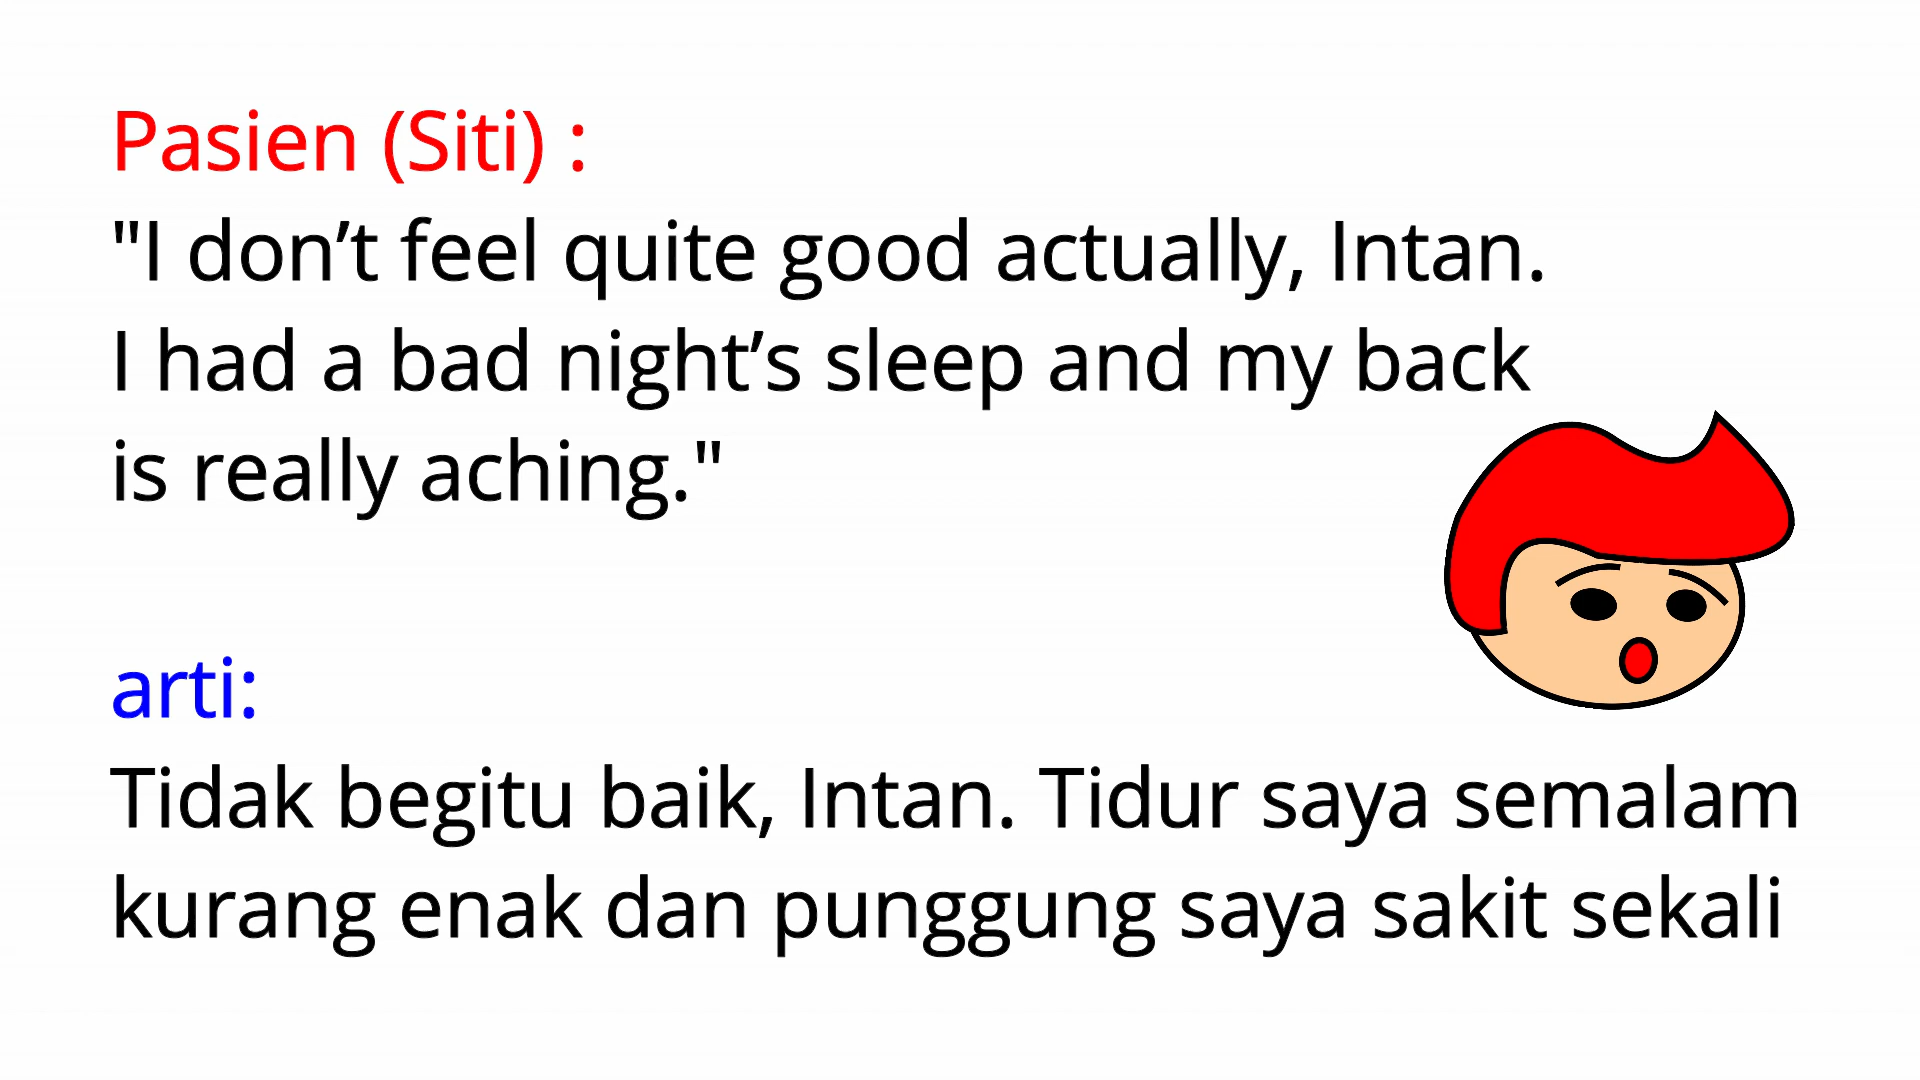 Pasien (Siti) :
"I don’t feel quite good actually, Intan.
I had a bad night’s sleep and my back
is really aching."
arti:
Tidak begitu baik, Intan. Tidur saya semalam
kurang enak dan punggung saya sakit sekali